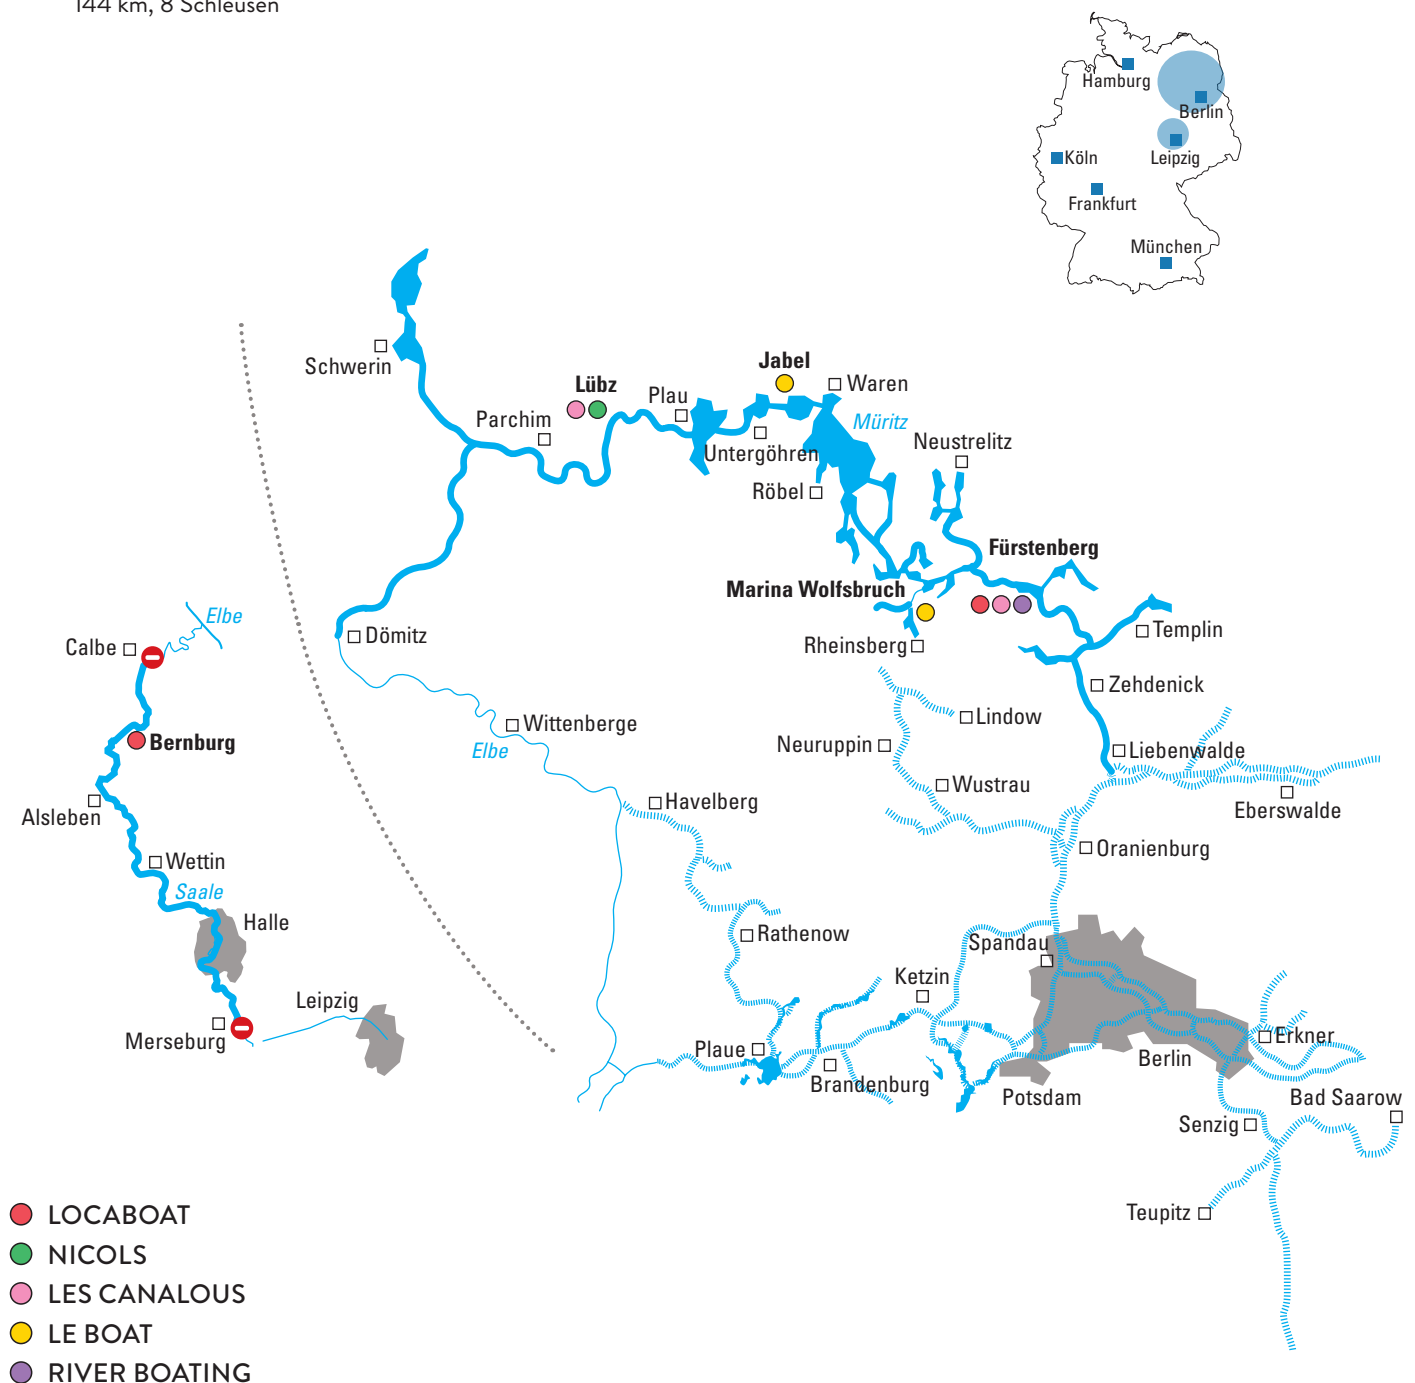 144 km, 8 Schleusen
Hamburg
Berlin
Leipzig
Köln
Frankfurt
München
Schwerin
Parchim
Lübz
Plau
Jabel
Waren
Müritz
Untergöhren
Röbel
Neustrelitz
Fürstenberg
Marina Wolfsbruch
Rheinsberg
Templin
Zehdenick
Dömitz
Elbe
Calbe
Bernburg
Alsleben
Wettin
Saale
Halle
Leipzig
Merseburg
Wittenberge
Elbe
Havelberg
Rathenow
Lindow
Neuruppin
Wustrau
Liebenwalde
Eberswalde
Oranienburg
Spandau
Ketzin
Plaue
Brandenburg
Potsdam
Berlin
Erkner
Bad Saarow
Senzig
Teupitz
LOCABOAT
NICOLS
LES CANALOUS
LE BOAT
RIVER BOATING